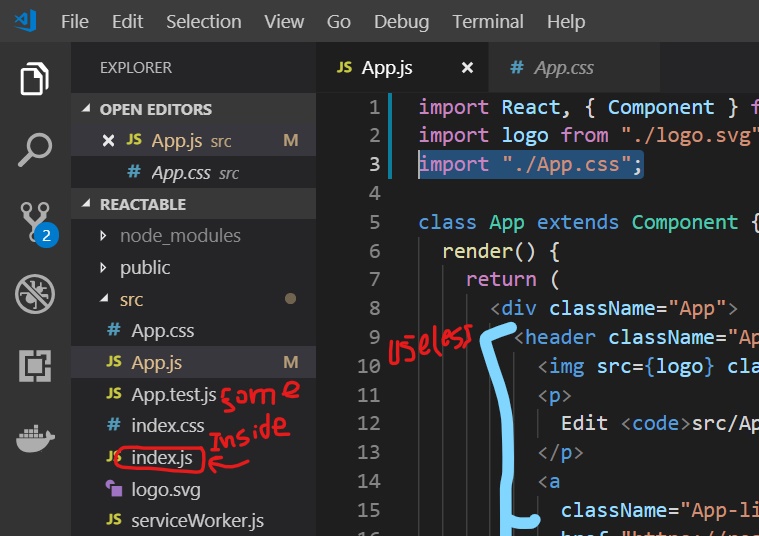 File Edit Selection View Go Debug Terminal Help
EXPLORER
OPEN EDITORS
JS App.js src M
# App.css src
2
REACTABLE
node_modules
public
src
# App.css
JS App.js M
JS App.test.js
some
# index.css
Inside
JS index.js
logo.svg
JS serviceWorker.js
JS App.js
# App.css
1 import React, { Component } f
2 import logo from "./logo.svg"
3 import "./App.css";
4
5 class App extends Component {
6 render() {
7 return (
8 <div className="App">
useless
9 <header className="Ap
10 <img src={logo} clas
11 <p>
12 Edit <code>src/Ap
13 </p>
14 <a
15 className="App-li
16 href="https://rea